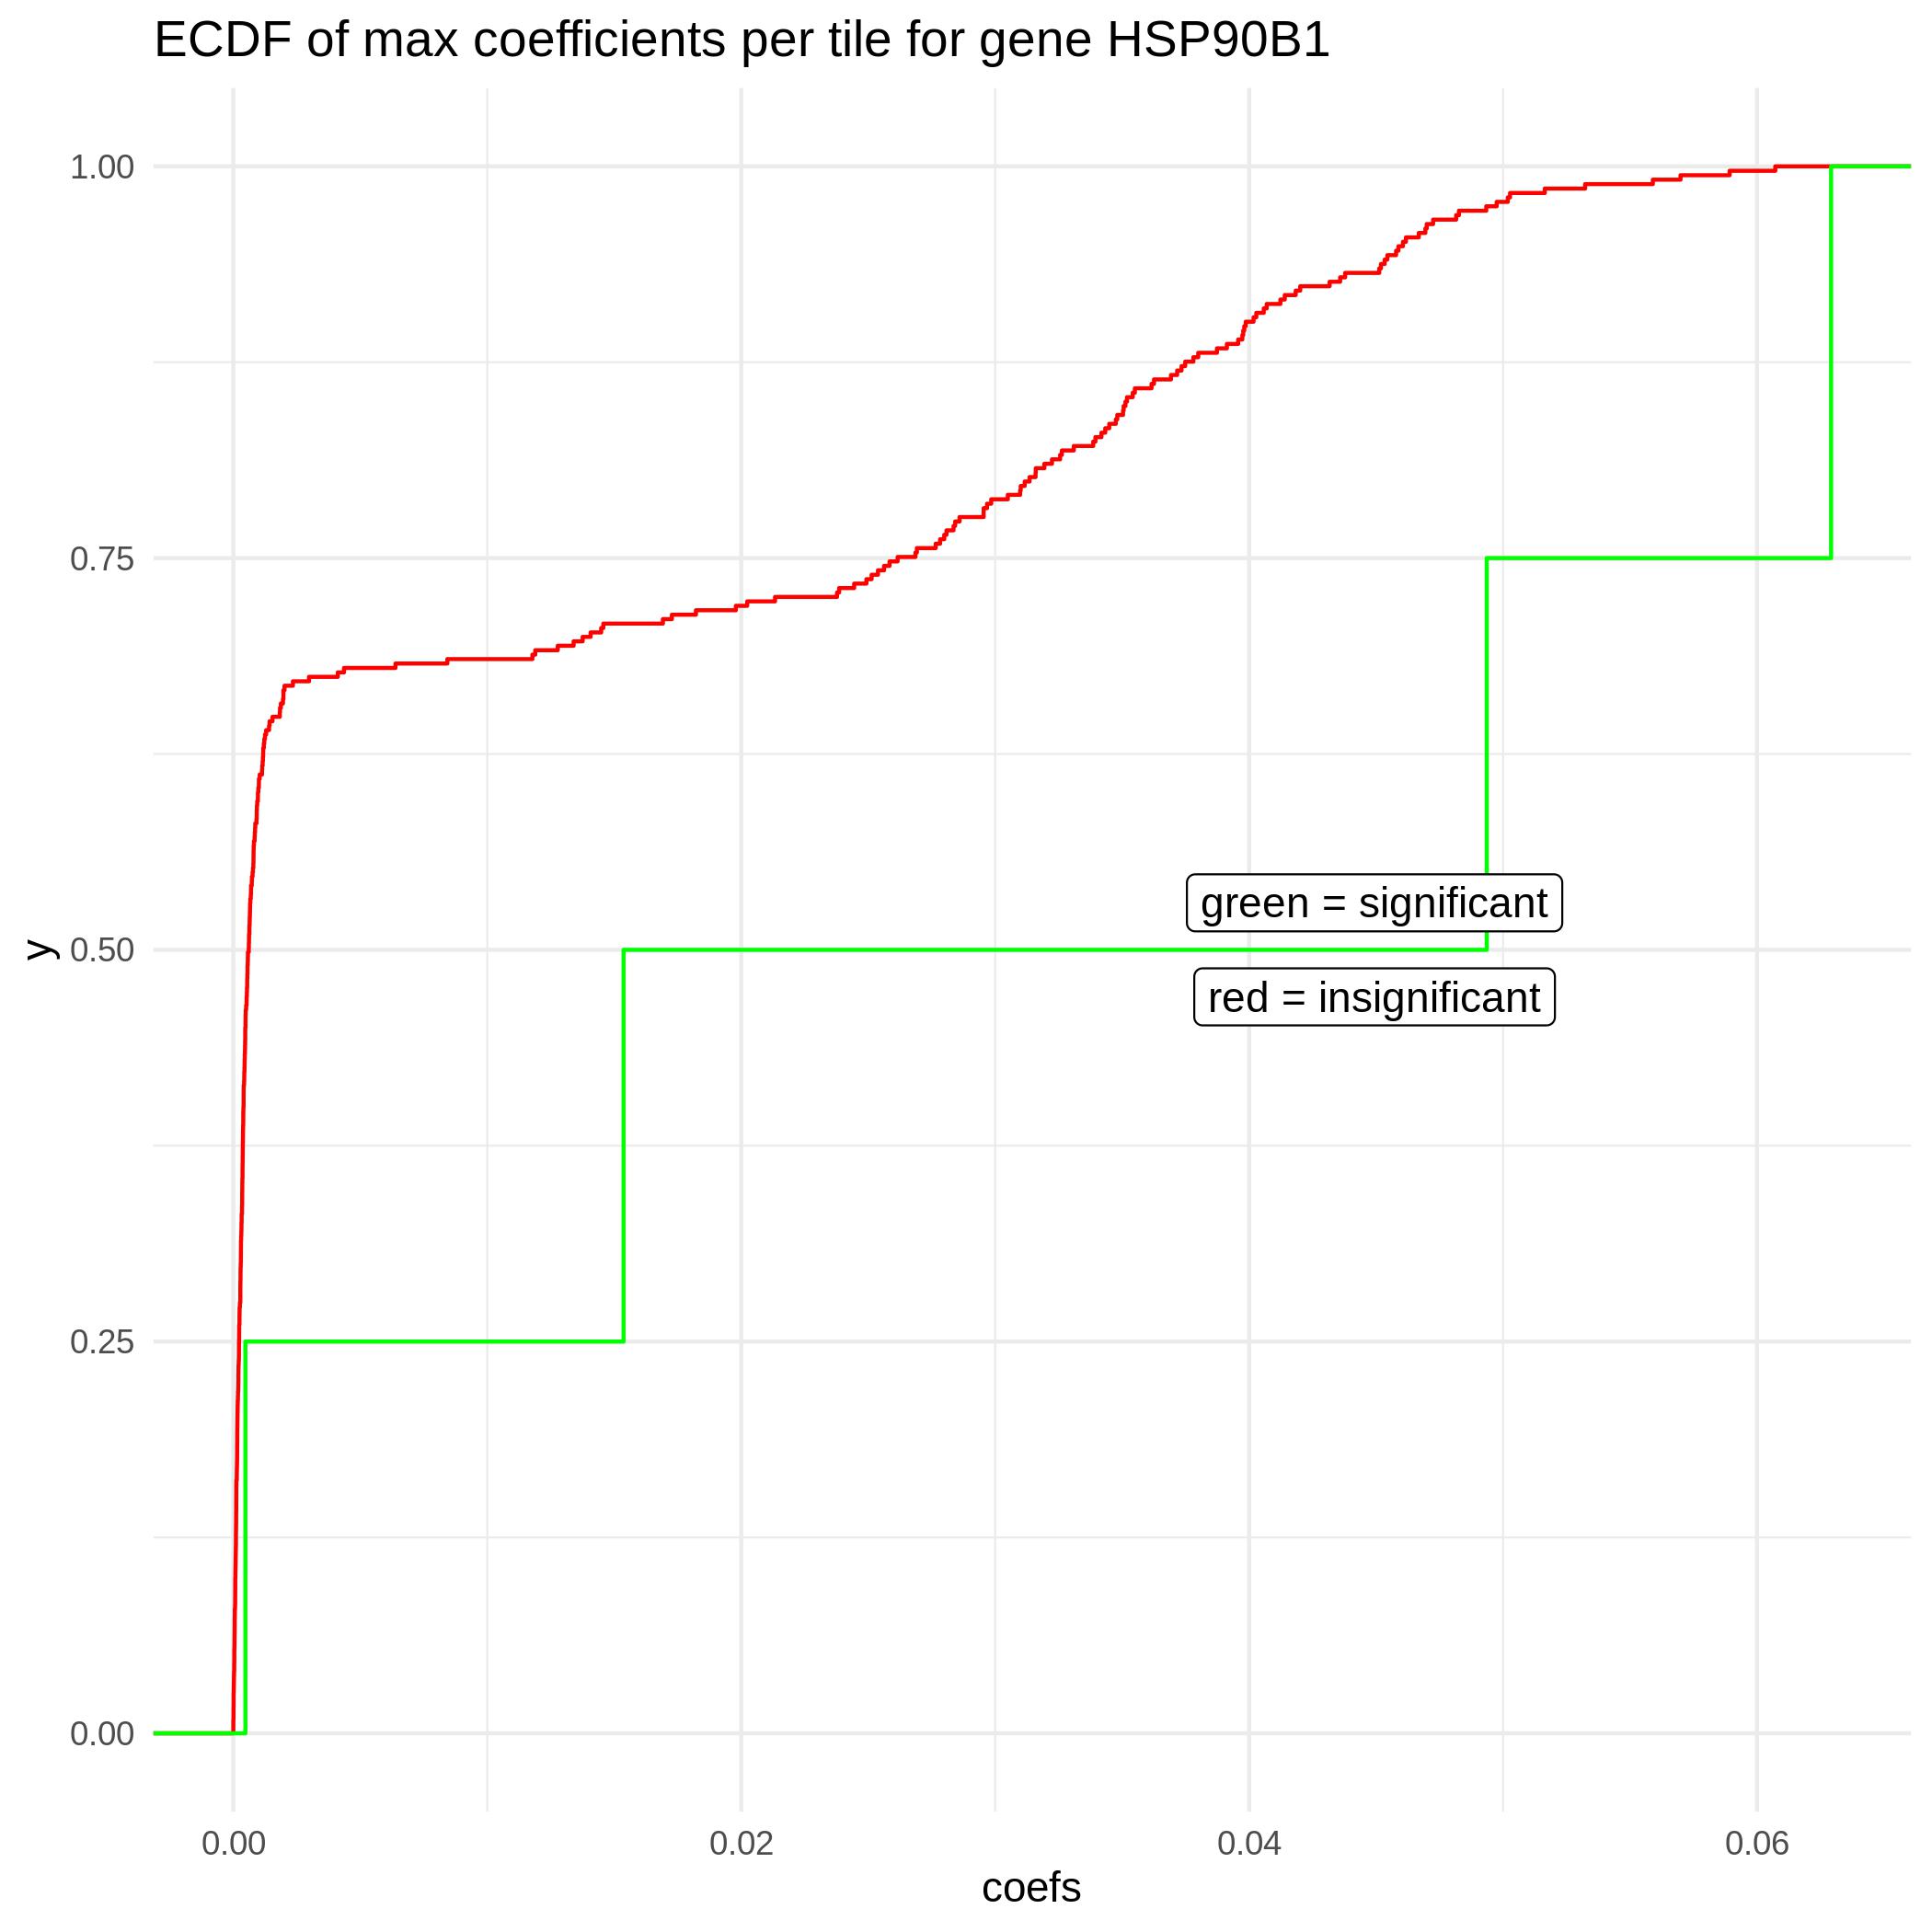 ECDF of max coefficients per tile for gene HSP90B1
1.00
0.75
0.50
0.25
0.00
y
green = significant
red = insignificant
0.00 0.02 0.04 0.06
coefs